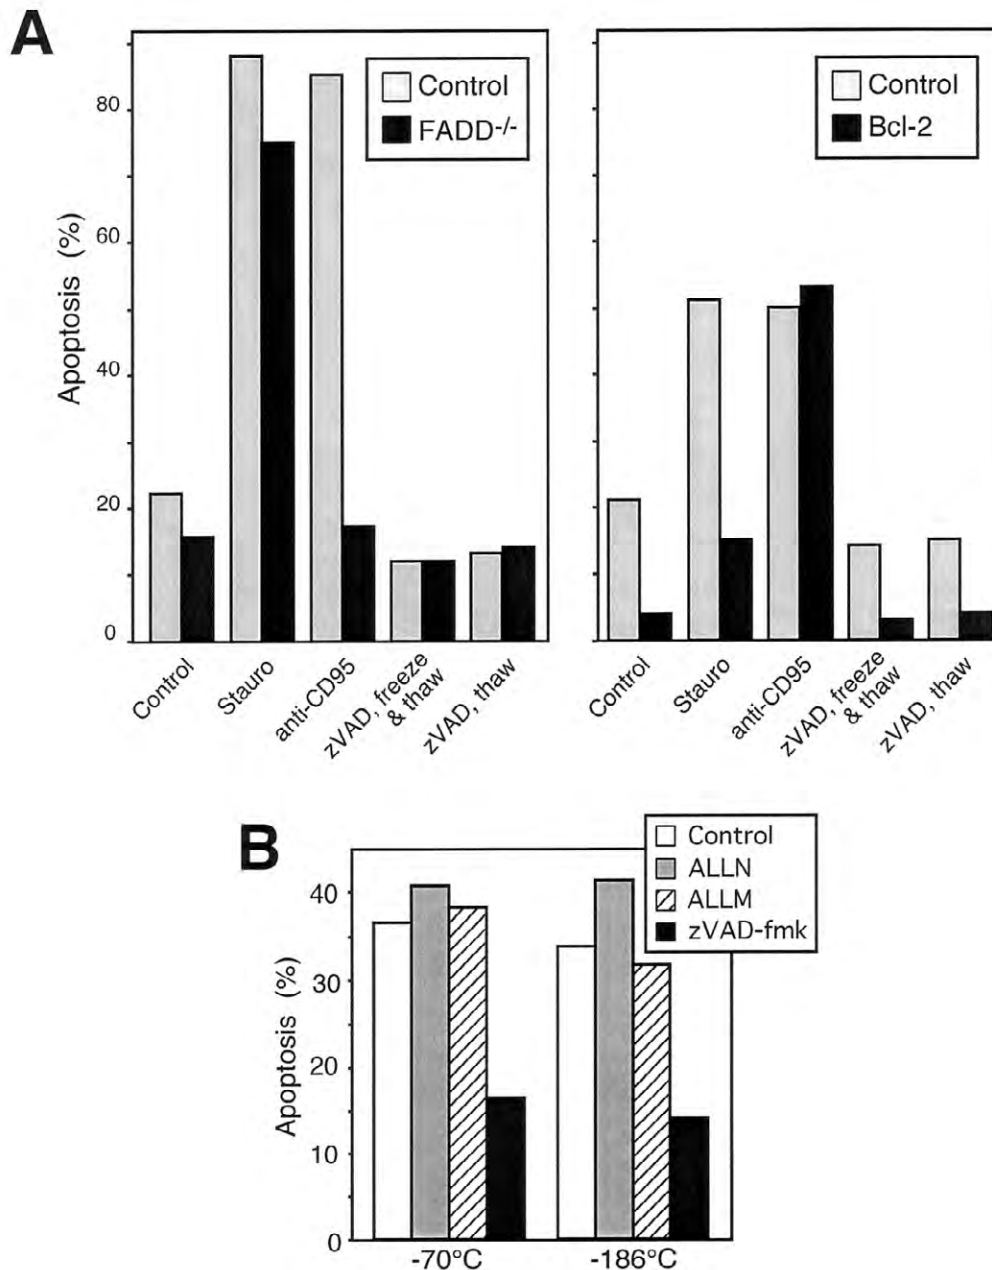 A
Control
FADD-/-
Control
Bcl-2
Apoptosis (%)
80
60
40
20
0
Control
Stauro
anti-CD95
zVAD, freeze
& thaw
zVAD, thaw
Control
Stauro
anti-CD95
zVAD, freeze
& thaw
zVAD, thaw
B
Control
ALLN
ALLM
zVAD-fmk
Apoptosis (%)
40
30
20
10
0
-70°C
-186°C